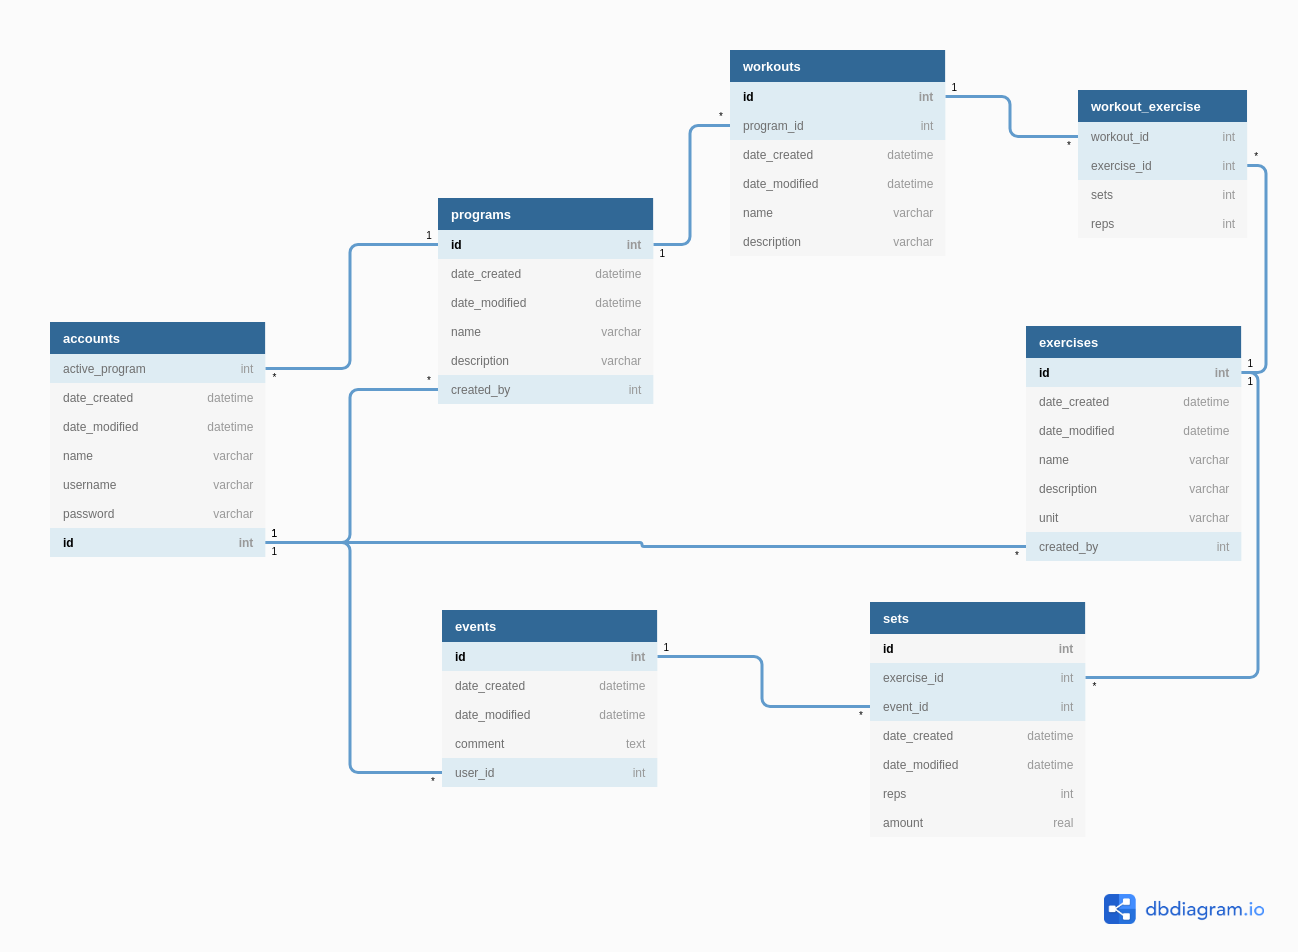 workouts
id int
program_id int
date_created datetime
date_modified datetime
name varchar
description varchar
1
*
workout_exercise
workout_id int
exercise_id int
sets int
reps int
*
*
programs
id int
date_created datetime
date_modified datetime
name varchar
description varchar
created_by int
1
1
*
accounts
active_program int
date_created datetime
date_modified datetime
name varchar
username varchar
password varchar
id int
*
1
1
exercises
id int
date_created datetime
date_modified datetime
name varchar
description varchar
unit varchar
created_by int
1
1
*
events
id int
date_created datetime
date_modified datetime
comment text
user_id int
1
*
sets
id int
exercise_id int
event_id int
date_created datetime
date_modified datetime
reps int
amount real
*
*
dbdiagram.io